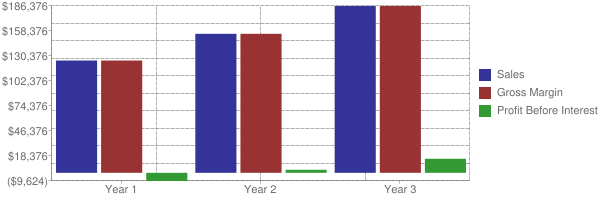 $186,376
$158,376
$130,376
$102,376
$74,376
$46,376
$18,376
($9,624)
Year 1
Year 2
Year 3
Sales
Gross Margin
Profit Before Interest